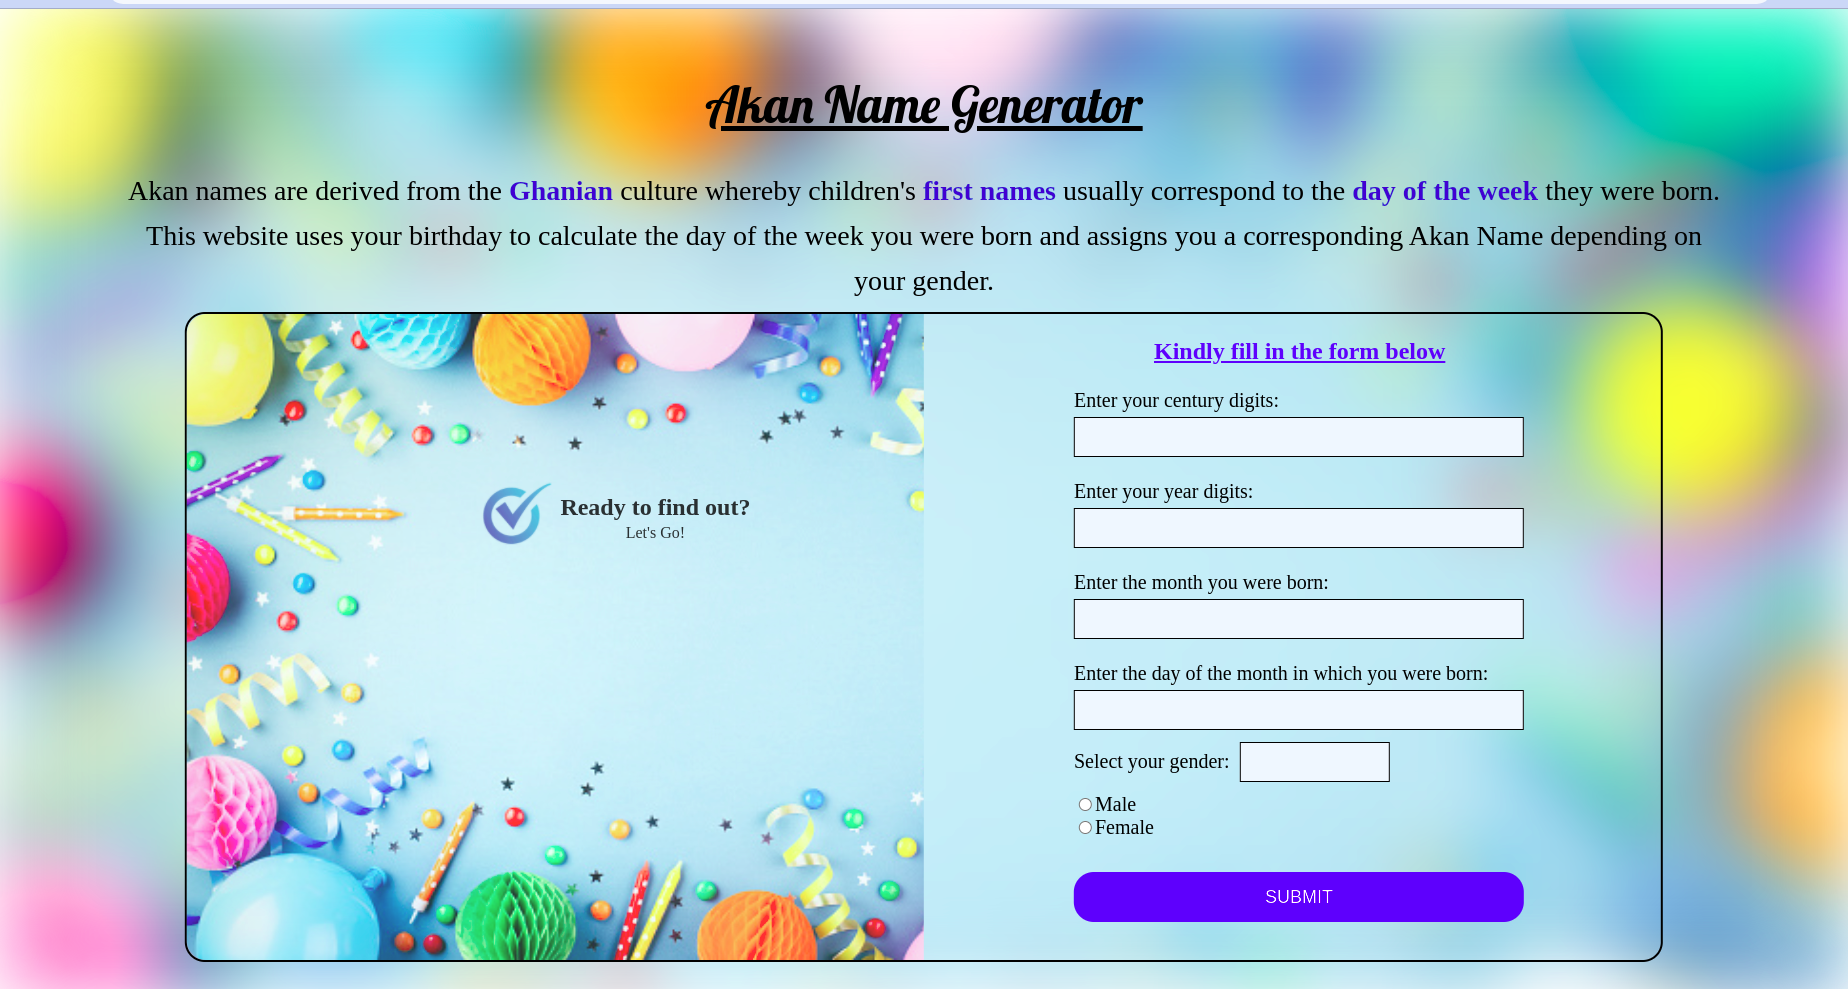 Akan Name Generator
Akan names are derived from the Ghanian culture whereby children's first names usually correspond to the day of the week they were born.
This website uses your birthday to calculate the day of the week you were born and assigns you a corresponding Akan Name depending on
your gender.
Ready to find out?
Let's Go!
Kindly fill in the form below
Enter your century digits:
Enter your year digits:
Enter the month you were born:
Enter the day of the month in which you were born:
Select your gender:
Male
Female
SUBMIT